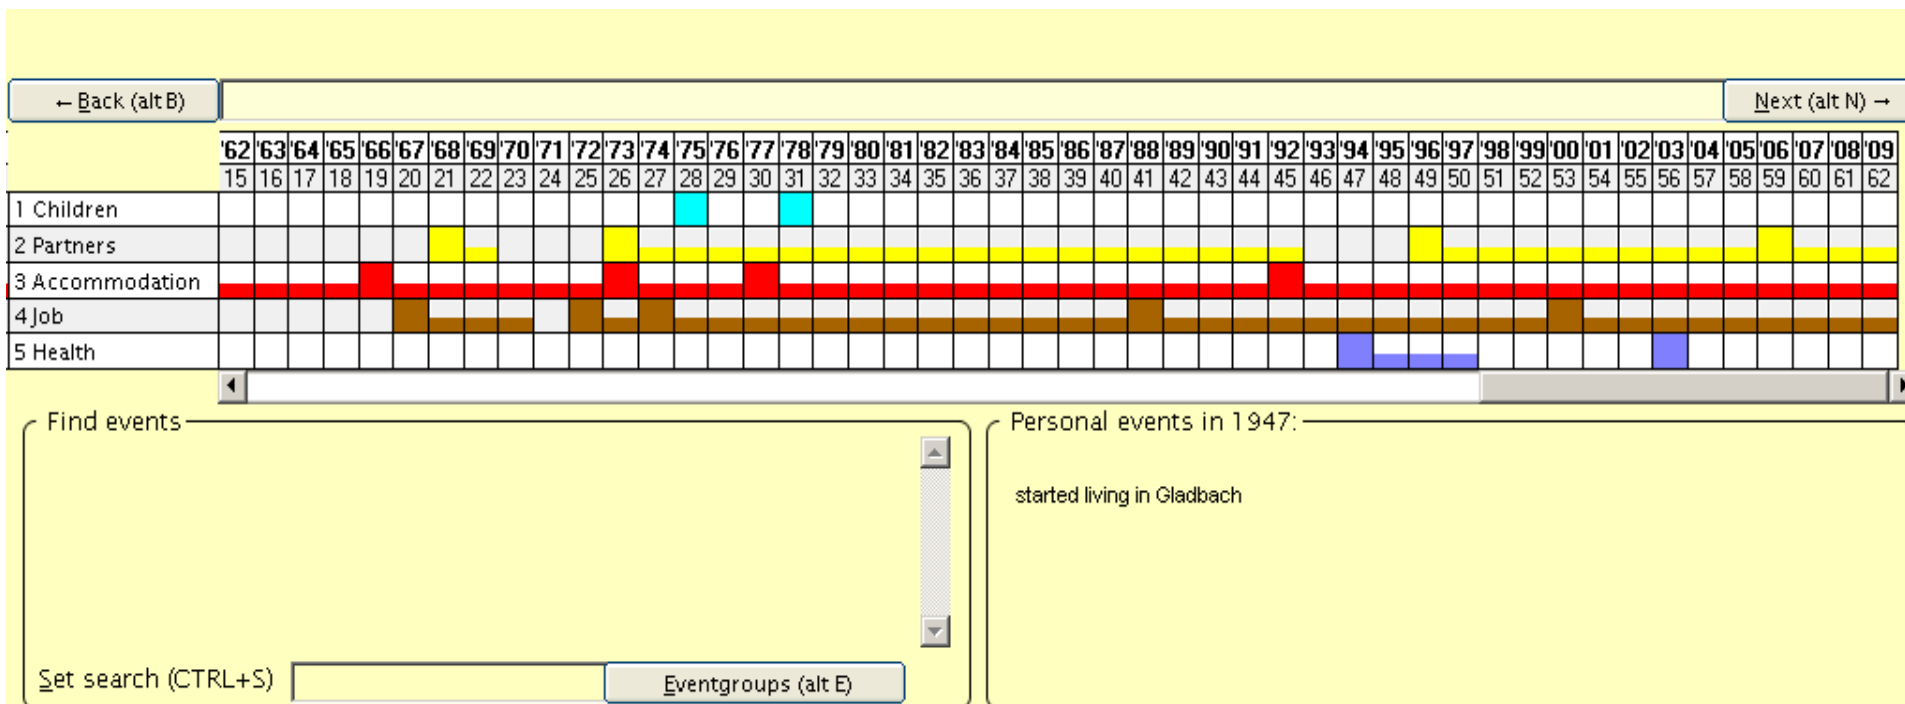 ← Back (alt B) Next (alt N) →
'62 '63 '64 '65 '66 '67 '68 '69 '70 '71 '72 '73 '74 '75 '76 '77 '78 '79 '80 '81 '82 '83 '84 '85 '86 '87 '88 '89 '90 '91 '92 '93 '94 '95 '96 '97 '98 '99 '00 '01 '02 '03 '04 '05 '06 '07 '08 '09
15 16 17 18 19 20 21 22 23 24 25 26 27 28 29 30 31 32 33 34 35 36 37 38 39 40 41 42 43 44 45 46 47 48 49 50 51 52 53 54 55 56 57 58 59 60 61 62
1 Children
2 Partners
3 Accommodation
4 Job
5 Health
Find events
Set search (CTRL+S) Eventgroups (alt E)
Personal events in 1947:
started living in Gladbach